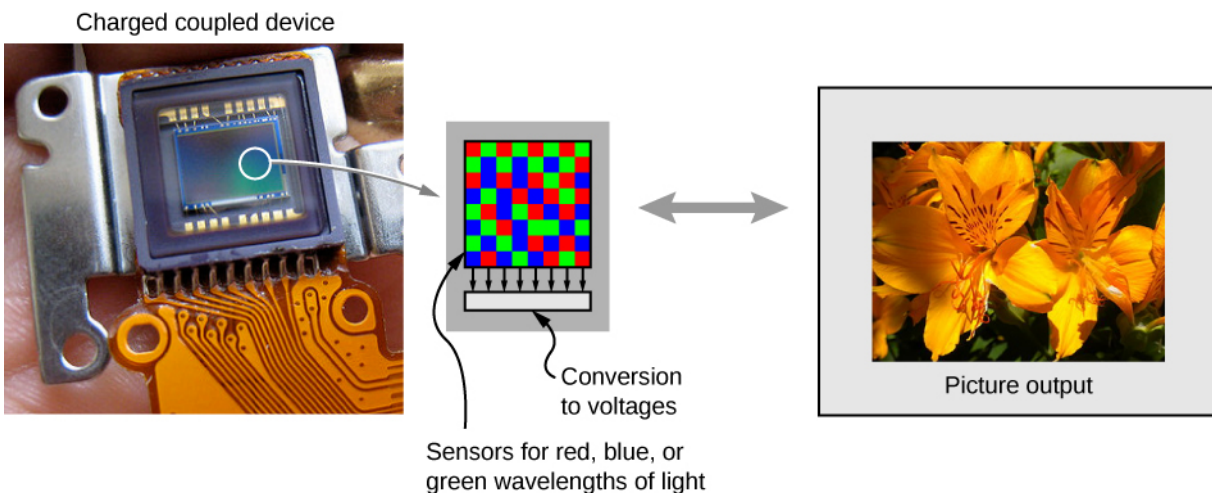 Charged coupled device
Conversion
to voltages
Picture output
Sensors for red, blue, or
green wavelengths of light